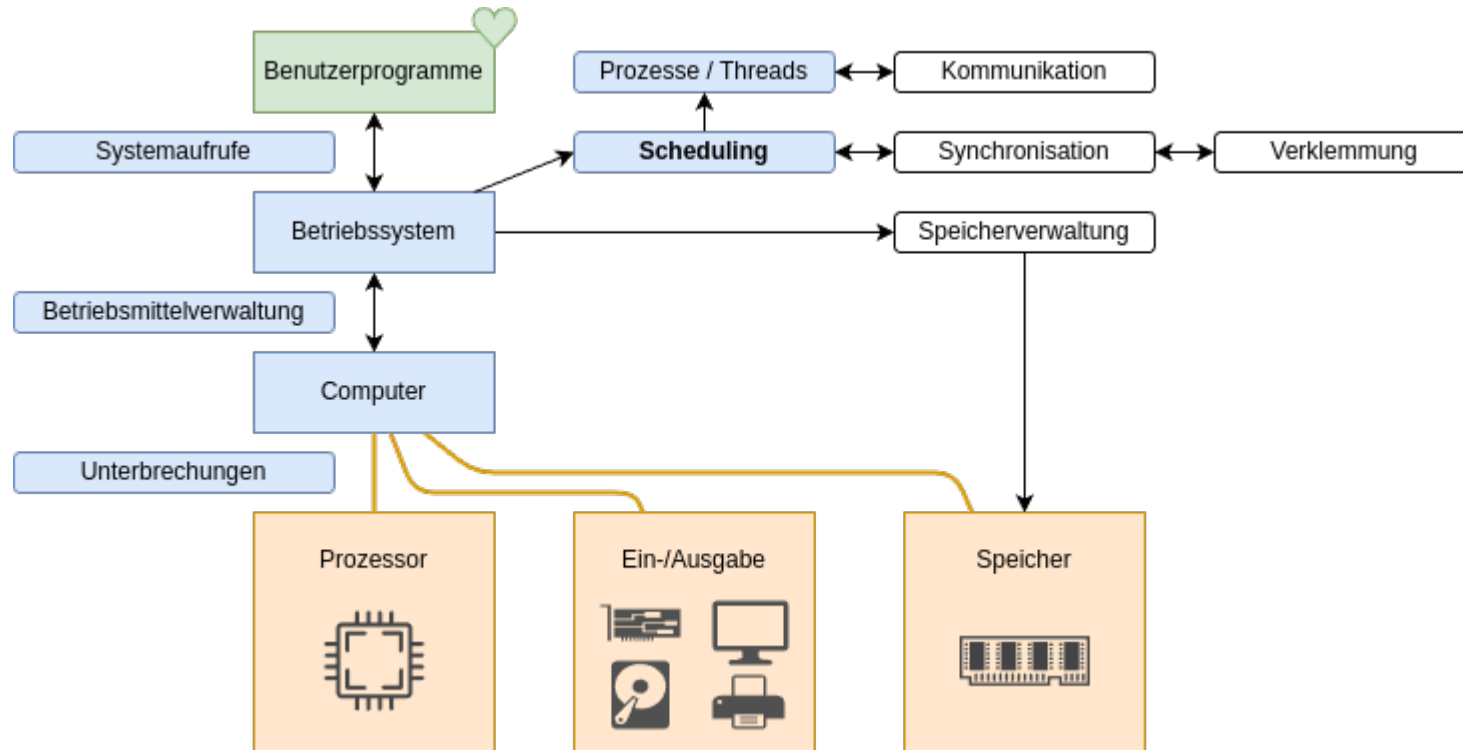 Benutzerprogramme
Prozesse / Threads
Kommunikation
Systemaufrufe
Scheduling
Synchronisation
Verklemmung
Betriebssystem
Speicherverwaltung
Betriebsmittelverwaltung
Computer
Unterbrechungen
Prozessor
Ein-/Ausgabe
Speicher